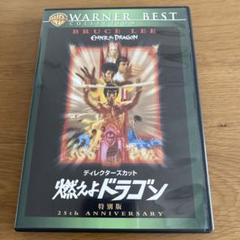 WARNER BEST
COLLECTION
BRUCE LEE
ENTER THE DRAGON
ディレクターズカット
燃えよドラゴン
特別版
25th ANNIVERSARY